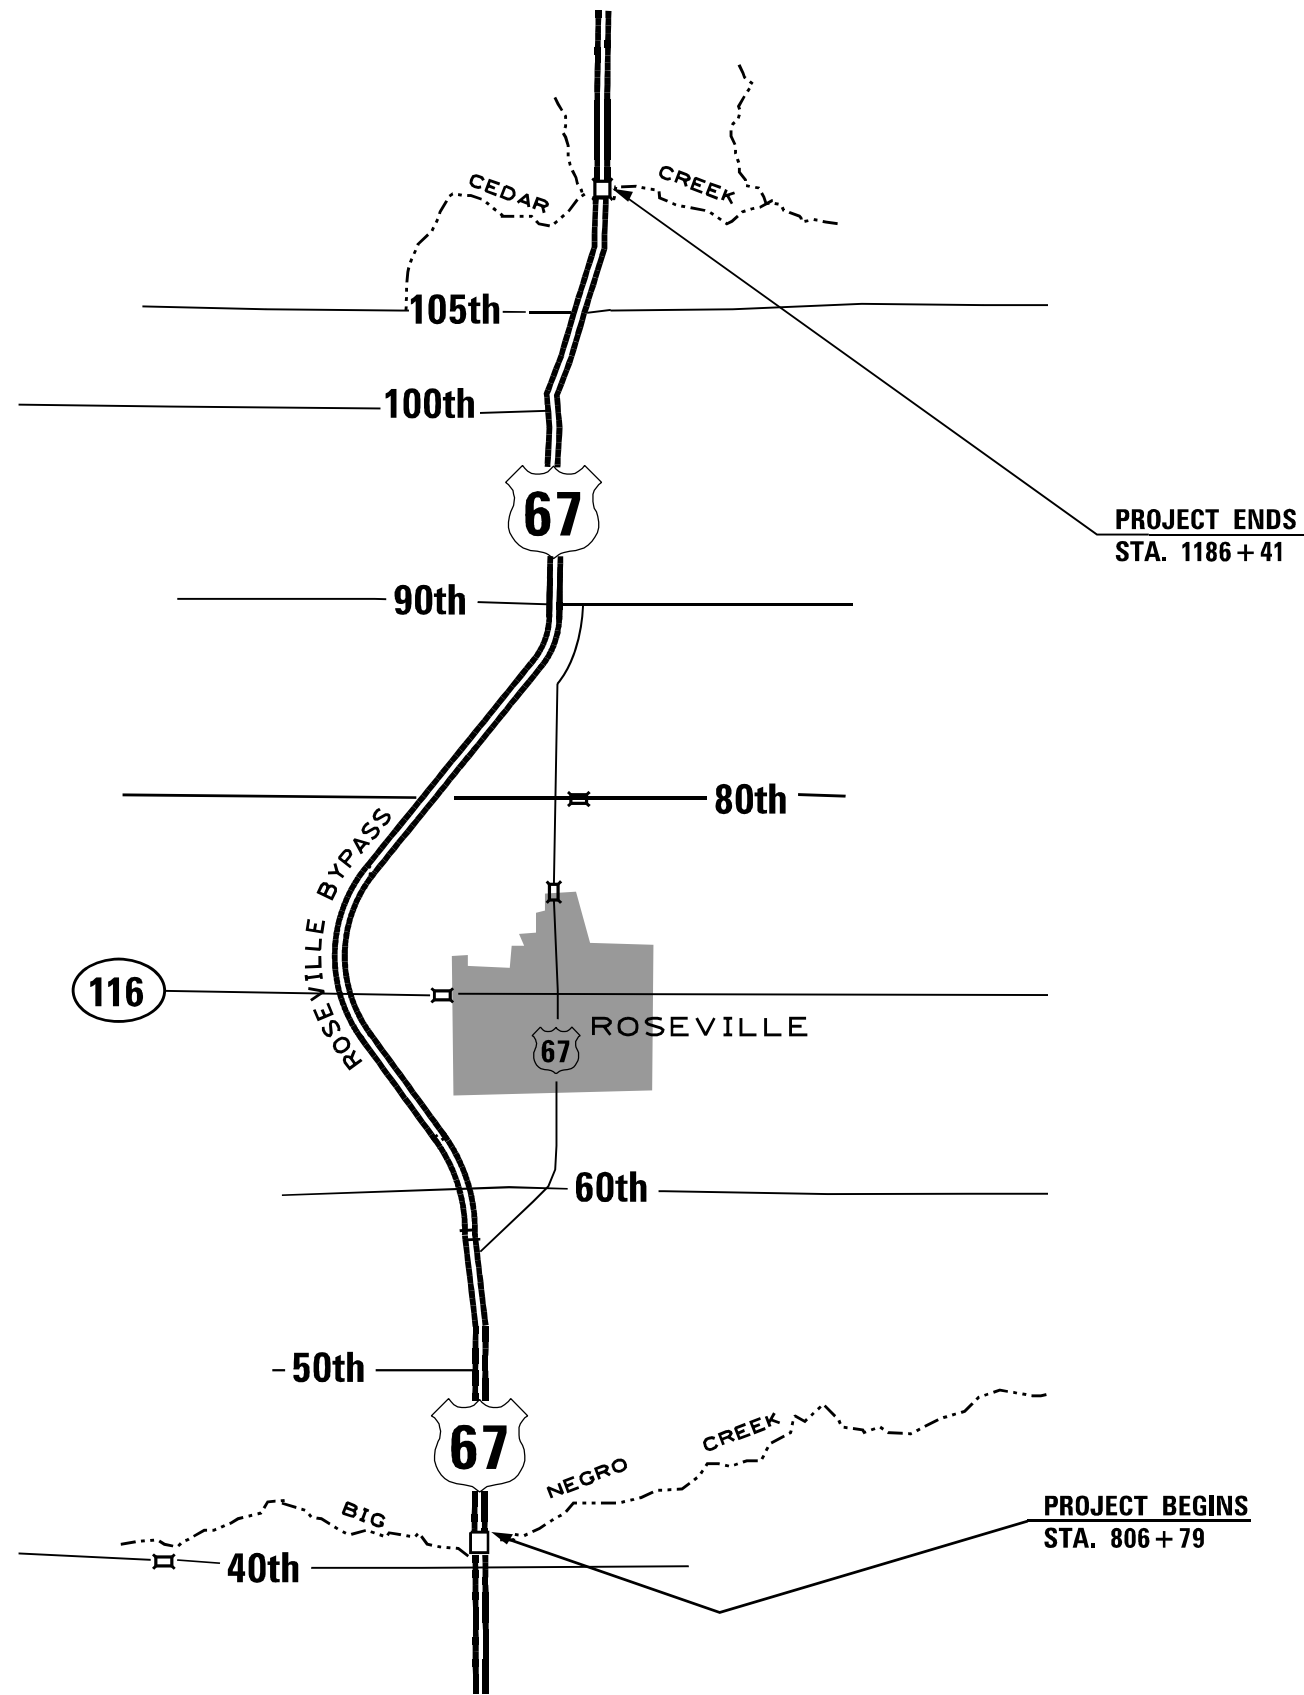 CEDAR CREEK
105th
100th
67
PROJECT ENDS
STA. 1186+41
90th
80th
ROSEVILLE BYPASS
116
ROSEVILLE
67
60th
50th
67
BIG NEGRO CREEK
PROJECT BEGINS
STA. 806+79
40th